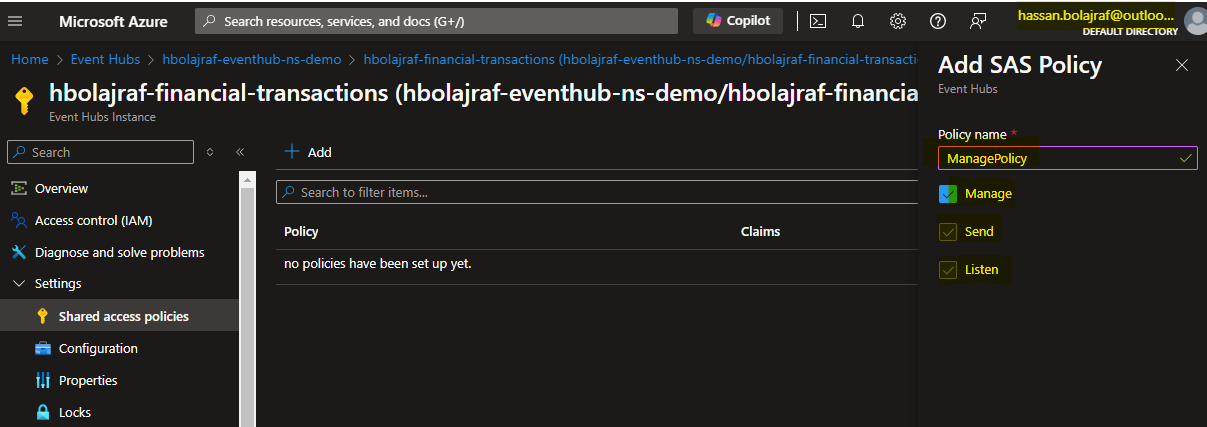 Microsoft Azure
Search resources, services, and docs (G+/)
Copilot
hassan.bolajraf@outloo...
DEFAULT DIRECTORY
Home > Event Hubs > hbolajraf-eventhub-ns-demo > hbolajraf-financial-transactions (hbolajraf-eventhub-ns-demo/hbolajraf-financial-transacti
hbolajraf-financial-transactions (hbolajraf-eventhub-ns-demo/hbolajraf-financia
Event Hubs Instance
Search
Overview
Access control (IAM)
Diagnose and solve problems
Settings
Shared access policies
Configuration
Properties
Locks
Add
Search to filter items...
Policy Claims
no policies have been set up yet.
Add SAS Policy
Event Hubs
Policy name *
ManagePolicy
Manage
Send
Listen